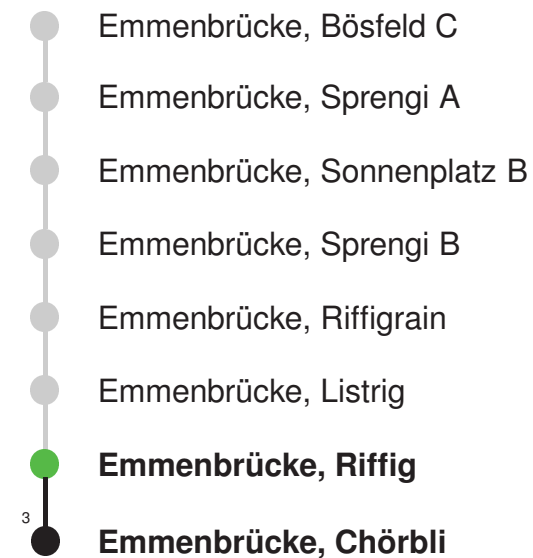 Emmenbrücke, Bösfeld C
Emmenbrücke, Sprengi A
Emmenbrücke, Sonnenplatz B
Emmenbrücke, Sprengi B
Emmenbrücke, Riffigrain
Emmenbrücke, Listrig
Emmenbrücke, Riffig
3
Emmenbrücke, Chörbli